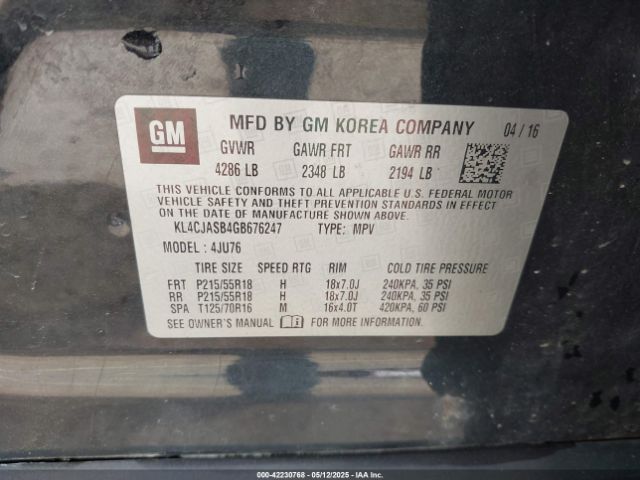 GM MFD BY GM KOREA COMPANY 04/16
GVWR GAWR FRT GAWR RR
4286 LB 2348 LB 2194 LB
THIS VEHICLE CONFORMS TO ALL APPLICABLE U.S. FEDERAL MOTOR
VEHICLE SAFETY AND THEFT PREVENTION STANDARDS IN EFFECT
ON THE DATE OF MANUFACTURE SHOWN ABOVE.
KL4CJASB4GB676247 TYPE: MPV
MODEL : 4JU76
TIRE SIZE SPEED RTG RIM COLD TIRE PRESSURE
FRT P215/55R18 H 18x7.0J 240KPA, 35 PSI
RR P215/55R18 H 18x7.0J 240KPA, 35 PSI
SPA T125/70R16 M 16x4.0T 420KPA, 60 PSI
SEE OWNER'S MANUAL i FOR MORE INFORMATION.
000-42230768 - 05/12/2025 - IAA Inc.